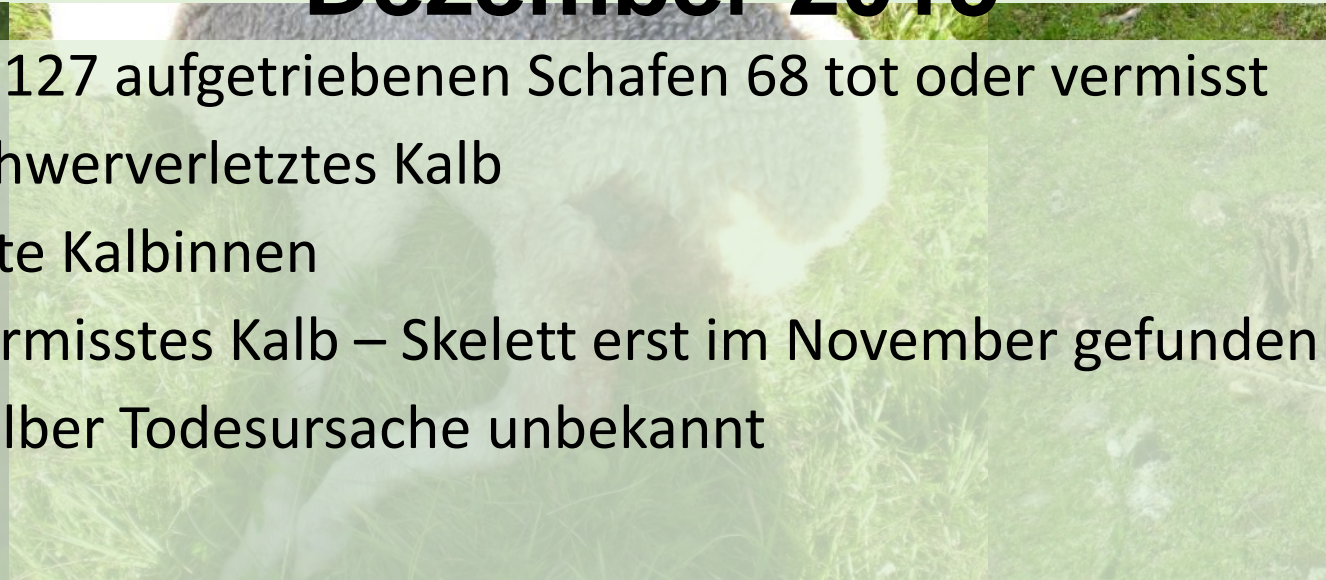 Dezember
127 aufgetriebenen Schafen 68 tot oder vermisst
hwerverletztes Kalb
te Kalbinnen
rmisstes Kalb – Skelett erst im November gefunden
lber Todesursache unbekannt